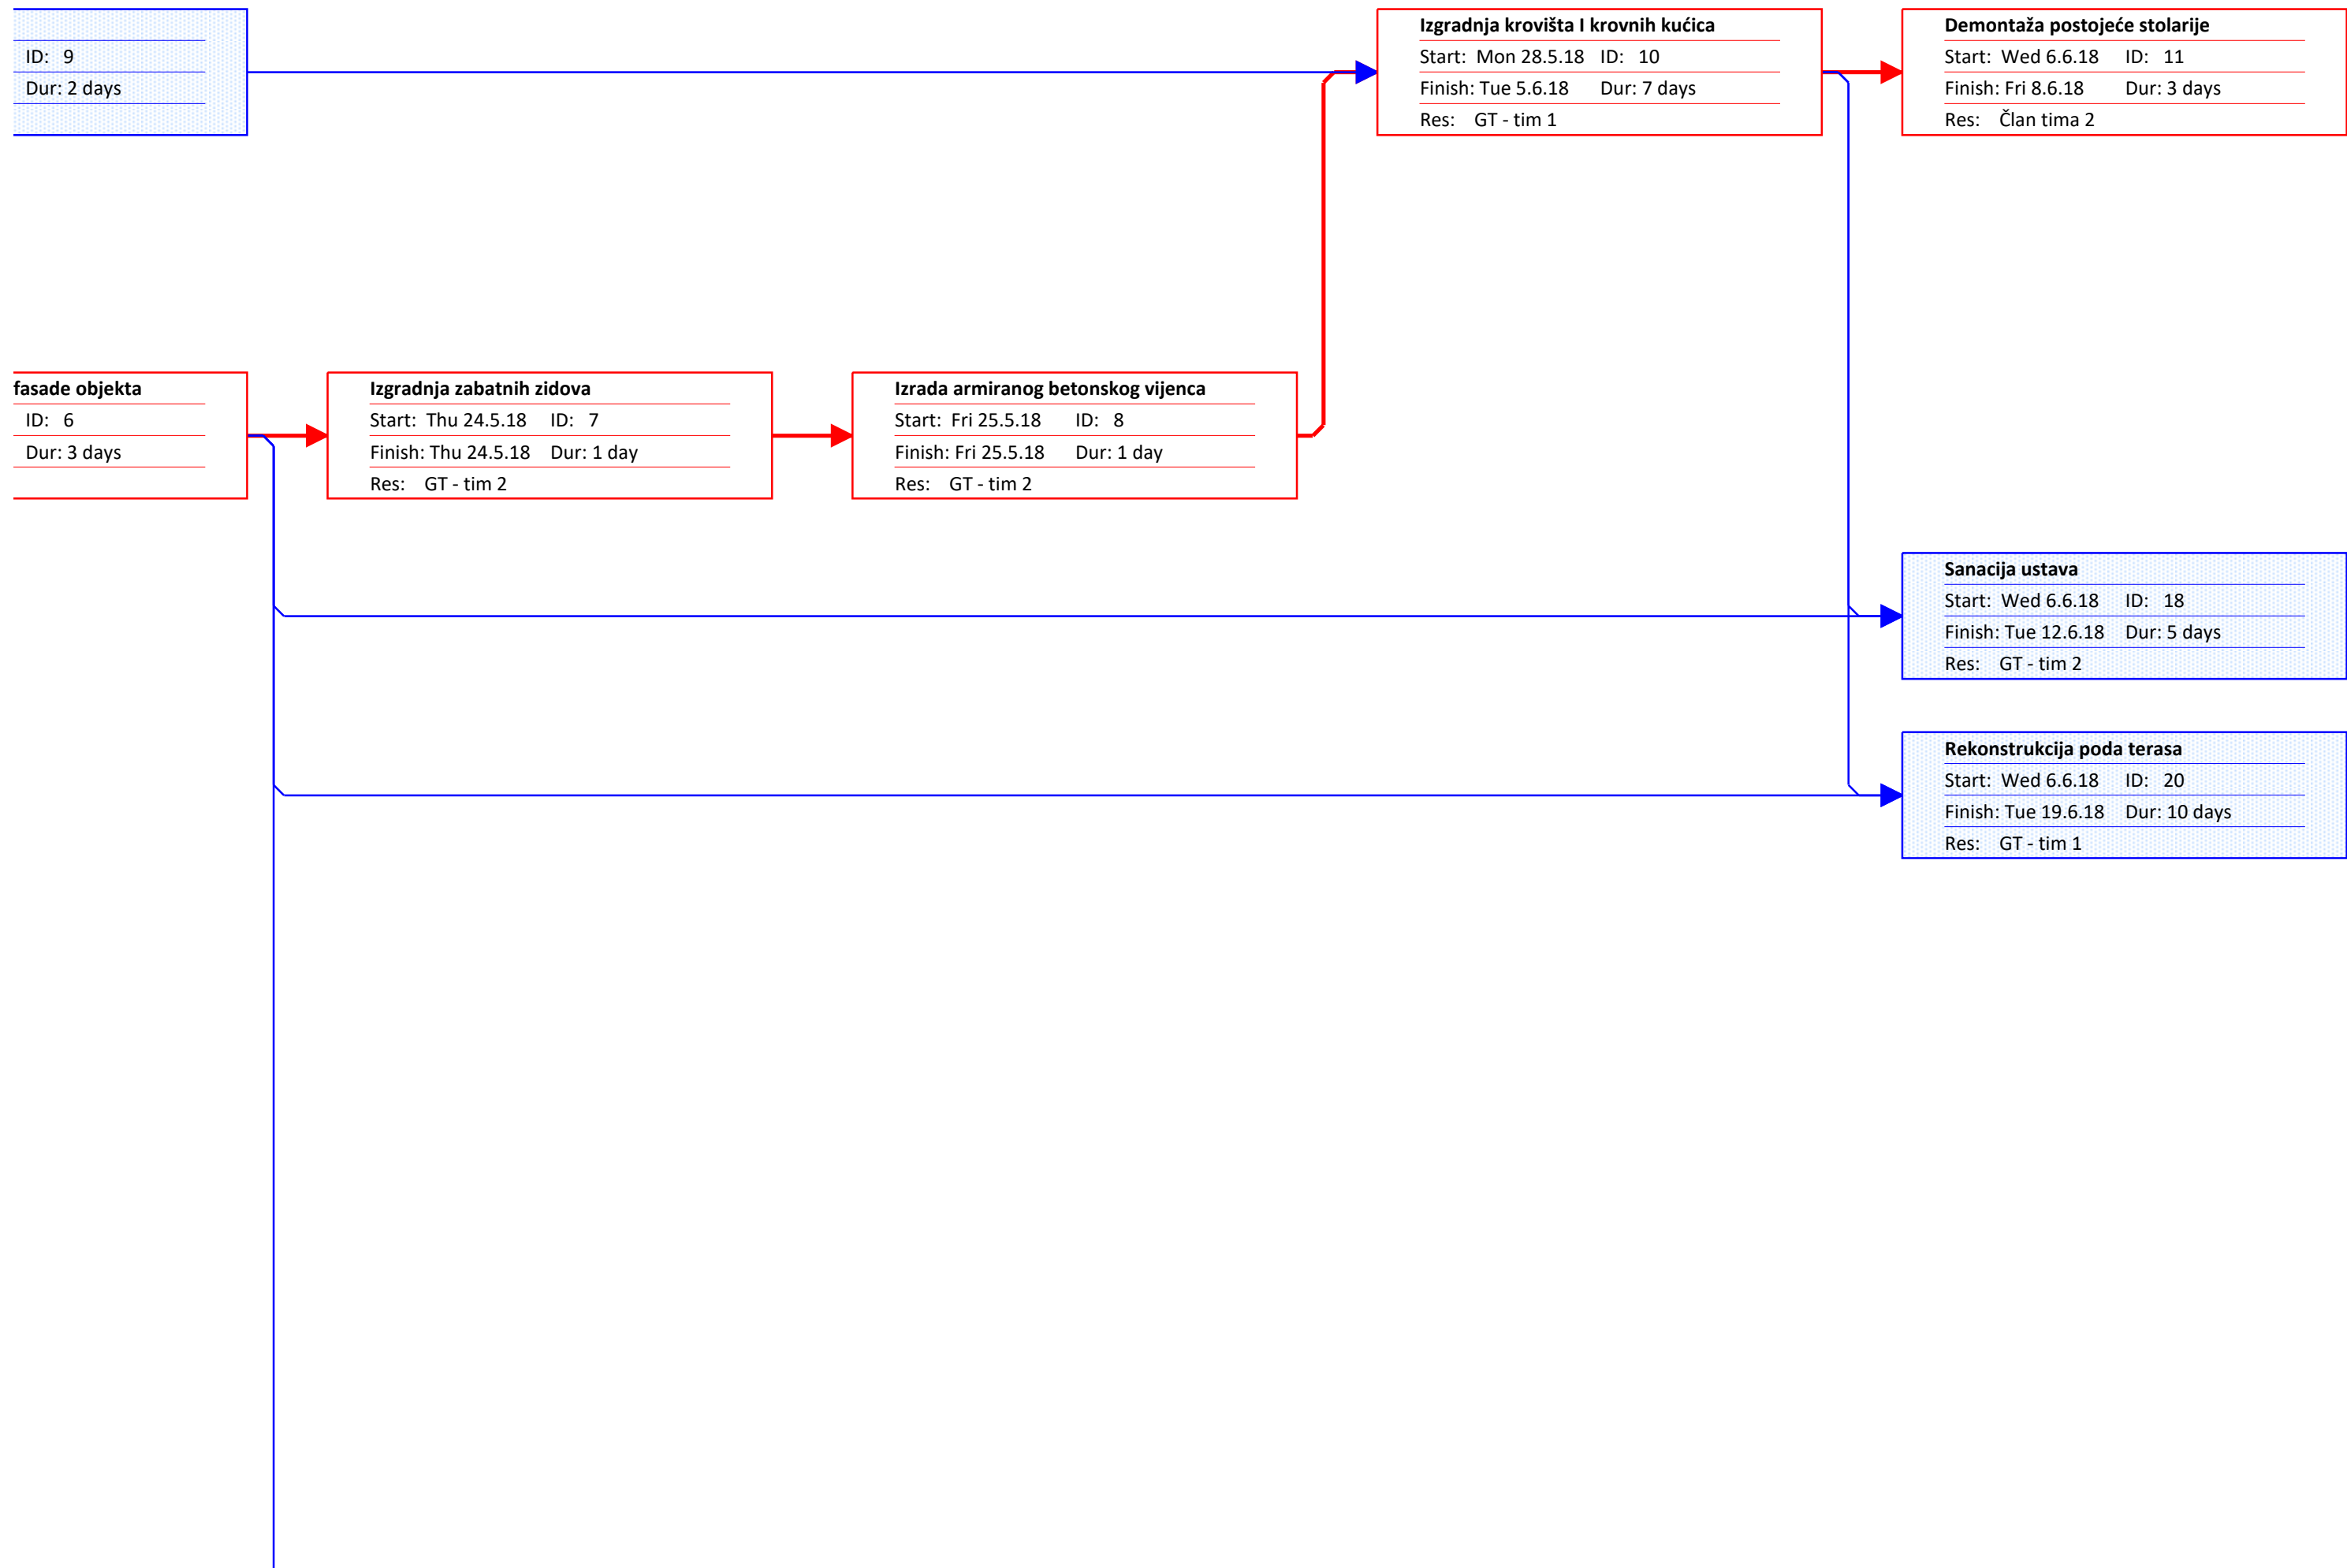 ID: 9
Dur: 2 days
Izgradnja krovišta I krovnih kućica
Start: Mon 28.5.18 ID: 10
Finish: Tue 5.6.18 Dur: 7 days
Res: GT - tim 1
Demontaža postojeće stolarije
Start: Wed 6.6.18 ID: 11
Finish: Fri 8.6.18 Dur: 3 days
Res: Član tima 2
fasade objekta
ID: 6
Dur: 3 days
Izgradnja zabatnih zidova
Start: Thu 24.5.18 ID: 7
Finish: Thu 24.5.18 Dur: 1 day
Res: GT - tim 2
Izrada armiranog betonskog vijenca
Start: Fri 25.5.18 ID: 8
Finish: Fri 25.5.18 Dur: 1 day
Res: GT - tim 2
Sanacija ustava
Start: Wed 6.6.18 ID: 18
Finish: Tue 12.6.18 Dur: 5 days
Res: GT - tim 2
Rekonstrukcija poda terasa
Start: Wed 6.6.18 ID: 20
Finish: Tue 19.6.18 Dur: 10 days
Res: GT - tim 1